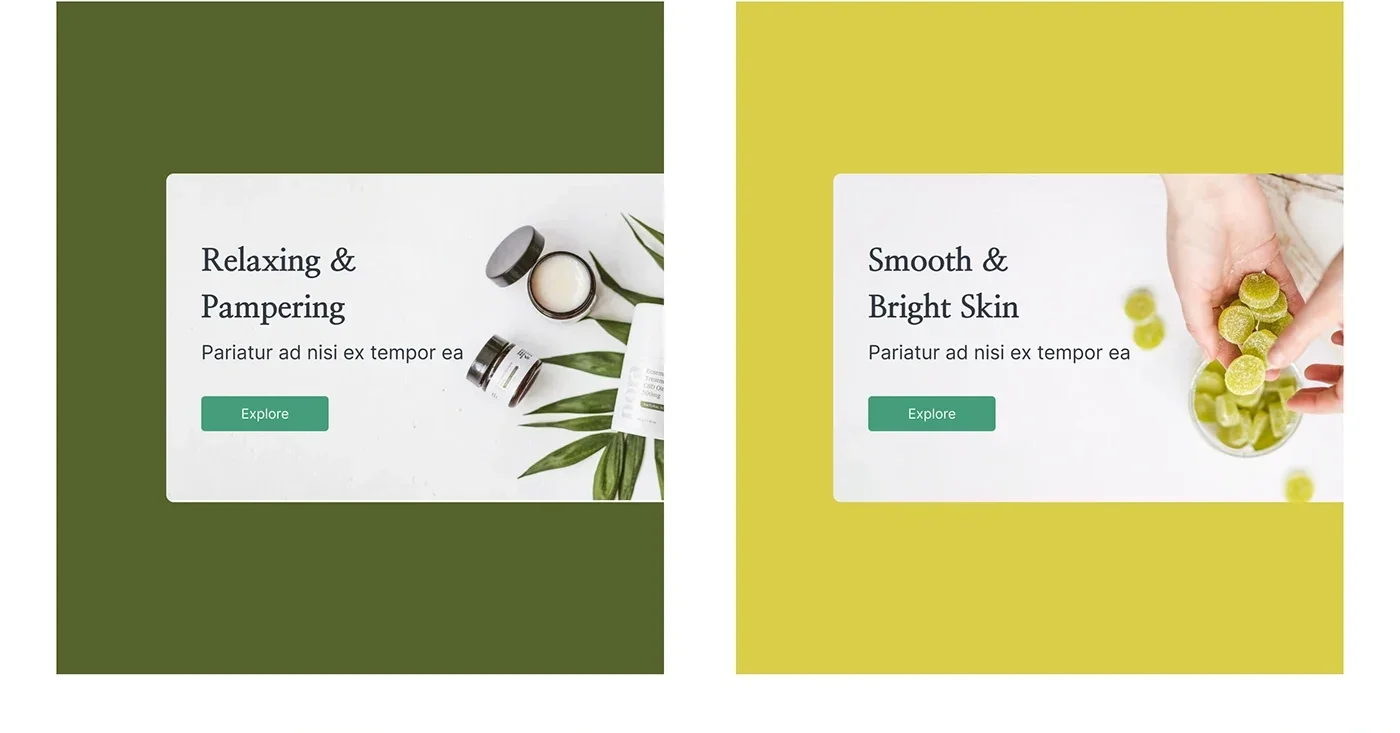 Relaxing &
Pampering
Pariatur ad nisi ex tempor ea
Explore
Smooth &
Bright Skin
Pariatur ad nisi ex tempor ea
Explore